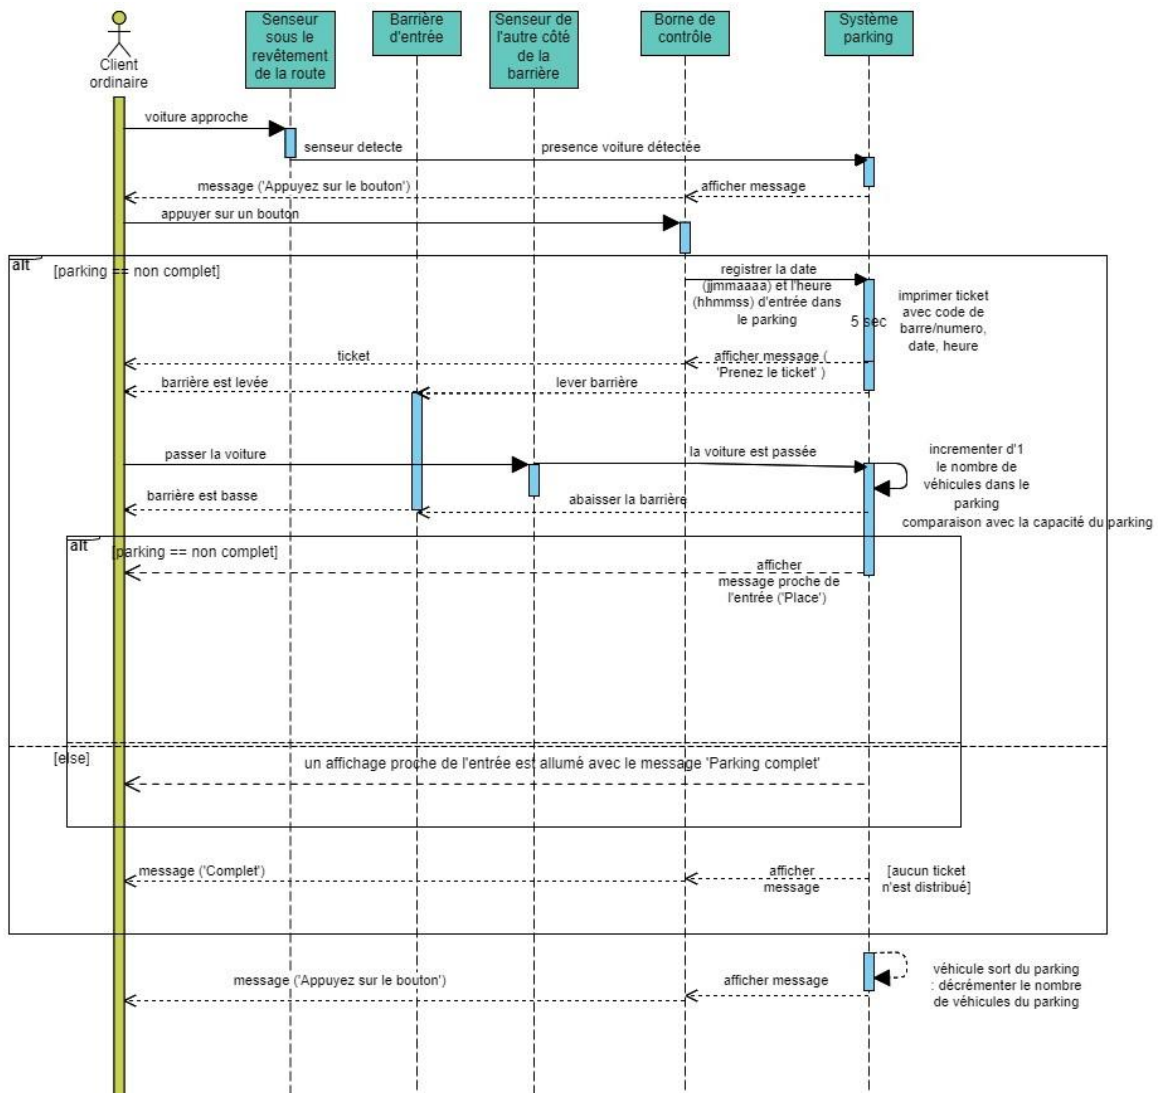 Client
ordinaire
Senseur
sous le
revêtement
de la route
Barrière
d'entrée
Senseur de
l'autre côté
de la
barrière
Borne de
contrôle
Système
parking
voiture approche
senseur detecte
presence voiture détectée
message ('Appuyez sur le bouton')
afficher message
appuyer sur un bouton
alt
[parking == non complet]
registrer la date
(jjmmaaaa) et l'heure
(hhmmss) d'entrée dans
le parking
5 sec
imprimer ticket
avec code de
barre/numero,
date, heure
ticket
afficher message (
'Prenez le ticket' )
barrière est levée
lever barrière
passer la voiture
la voiture est passée
incrementer d'1
le nombre de
véhicules dans le
parking
comparaison avec la capacité du parking
barrière est basse
abaisser la barrière
alt
[parking == non complet]
afficher
message proche de
l'entrée ('Place')
[else]
un affichage proche de l'entrée est allumé avec le message 'Parking complet'
message ('Complet')
afficher
message
[aucun ticket
n'est distribué]
véhicule sort du parking
: décrémenter le nombre
de véhicules du parking
message ('Appuyez sur le bouton')
afficher message